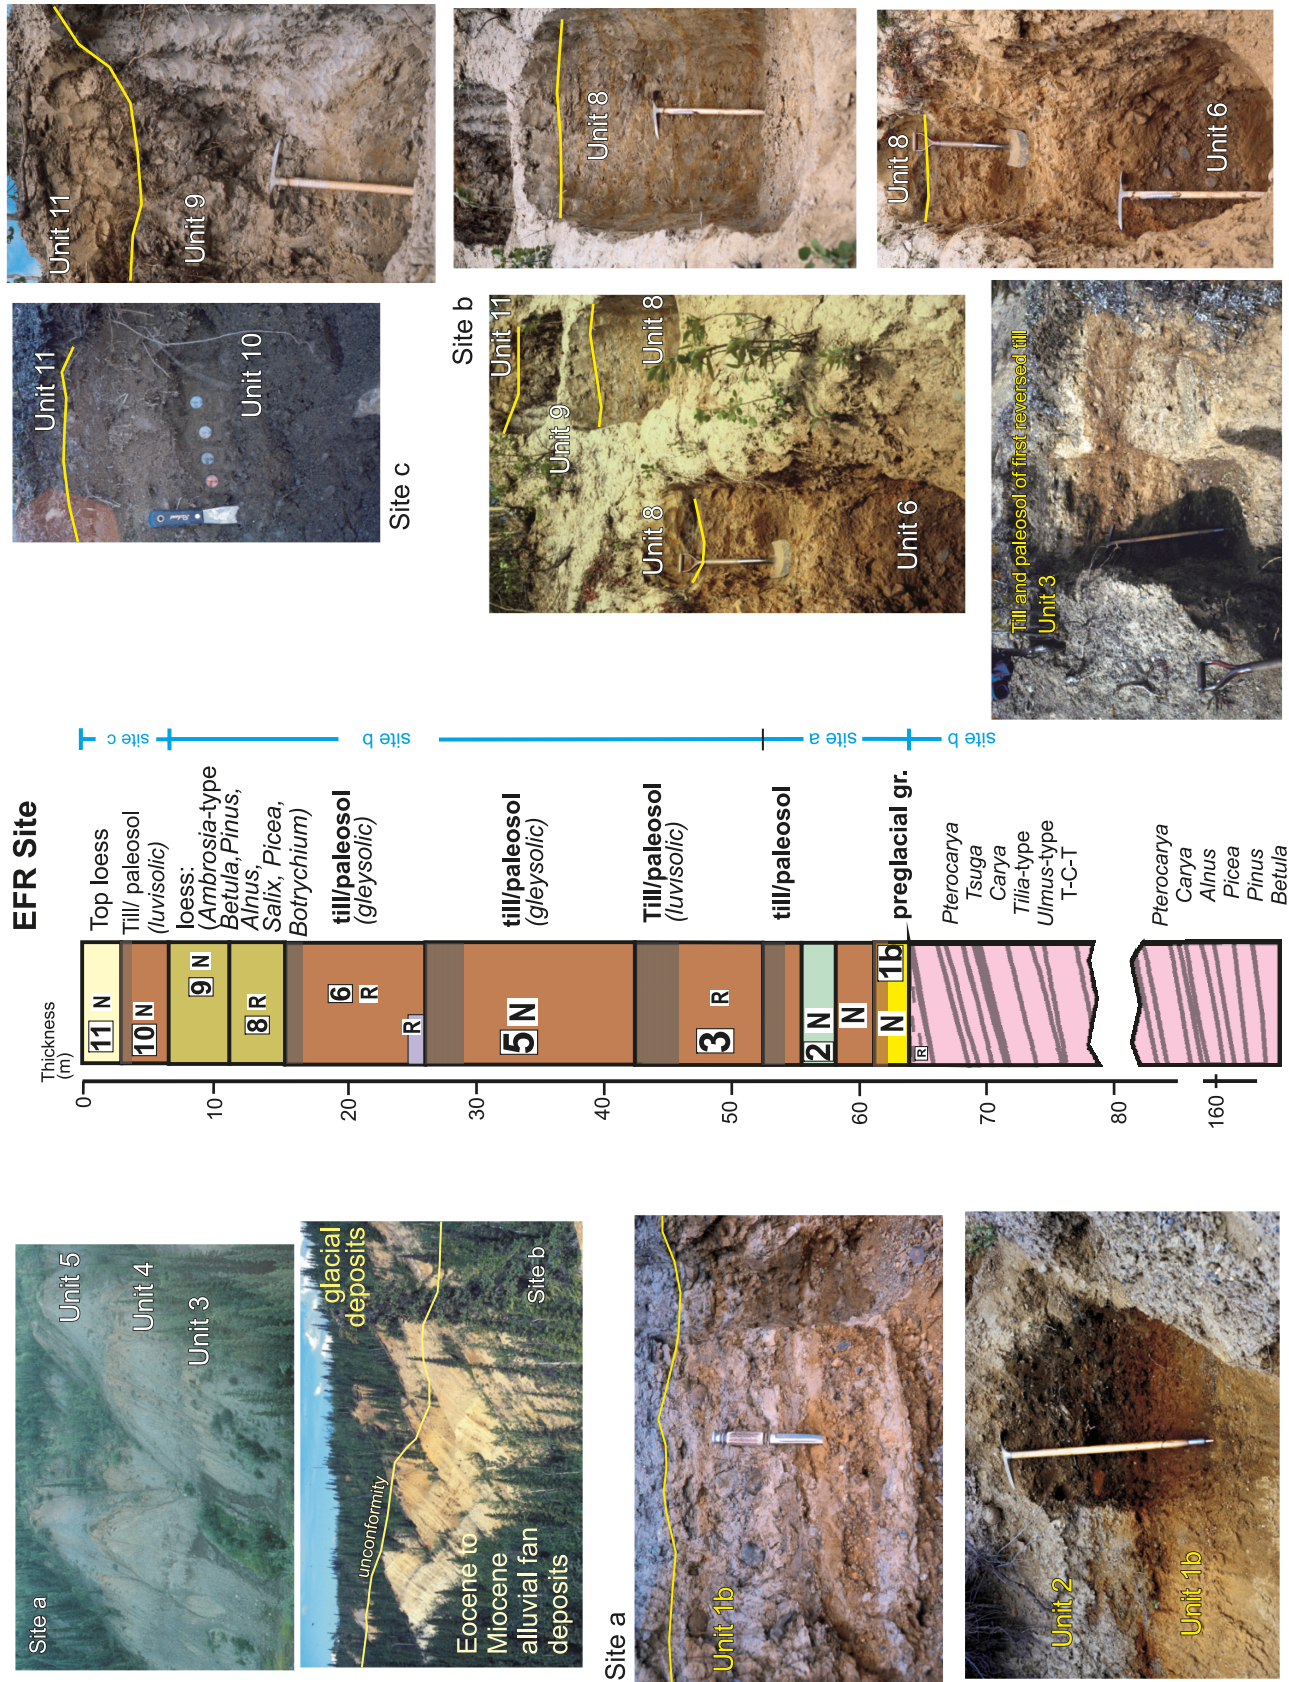 EFR Site
Thickness
(m)
0
10
20
30
40
50
60
70
80
160
11 N
10 N
9 N
8 R
6
R
R
5 N
3 R
2 N
N
N
1b
R
Top loess
Till/ paleosol
(luvisolic)
loess:
(Ambrosia-type
Betula, Pinus,
Alnus,
Salix, Picea,
Botrychium)
till/paleosol
(gleysolic)
till/paleosol
(gleysolic)
Till/paleosol
(luvisolic)
till/paleosol
preglacial gr.
Pterocarya
Tsuga
Carya
Tilia-type
Ulmus-type
T-C-T
Pterocarya
Carya
Alnus
Picea
Pinus
Betula
site c
site b
site a
site b
Site a
Unit 5
Unit 4
Unit 3
glacial
deposits
unconformity
Site b
Eocene to
Miocene
alluvial fan
deposits
Site a
Unit 1b
Unit 2
Unit 1b
Unit 11
Unit 10
Site c
Unit 11
Unit 9
Site b
Unit 11
Unit 9
Unit 8
Unit 8
Unit 6
Unit 8
Unit 8
Unit 6
Till and paleosol of first reversed till
Unit 3